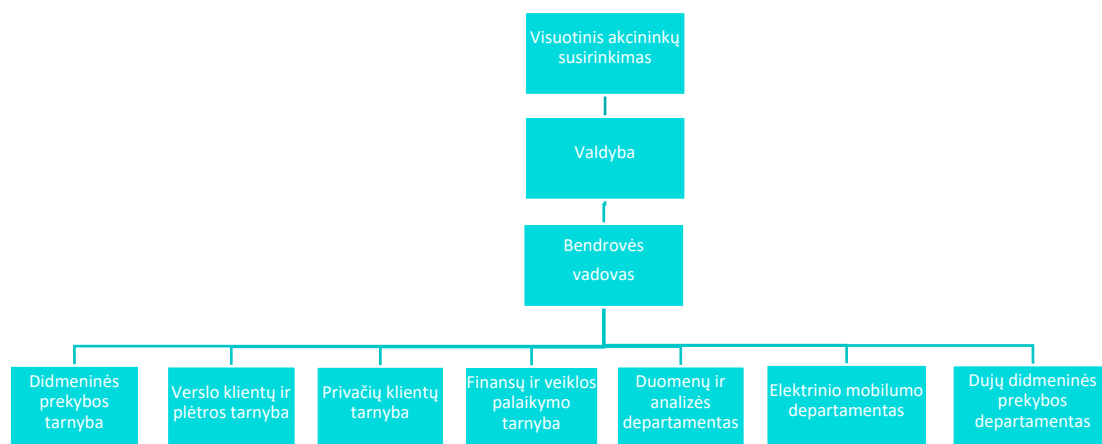 Visuotinis akcininkų
susirinkimas
Valdyba
Bendrovės
vadovas
Didmeninės
prekybos
tarnyba
Verslo klientų ir
plėtros tarnyba
Privačių klientų
tarnyba
Finansų ir veiklos
palaikymo
tarnyba
Duomenų ir
analizės
departamentas
Elektrinio mobilumo
departamentas
Dujų didmeninės
prekybos
departamentas